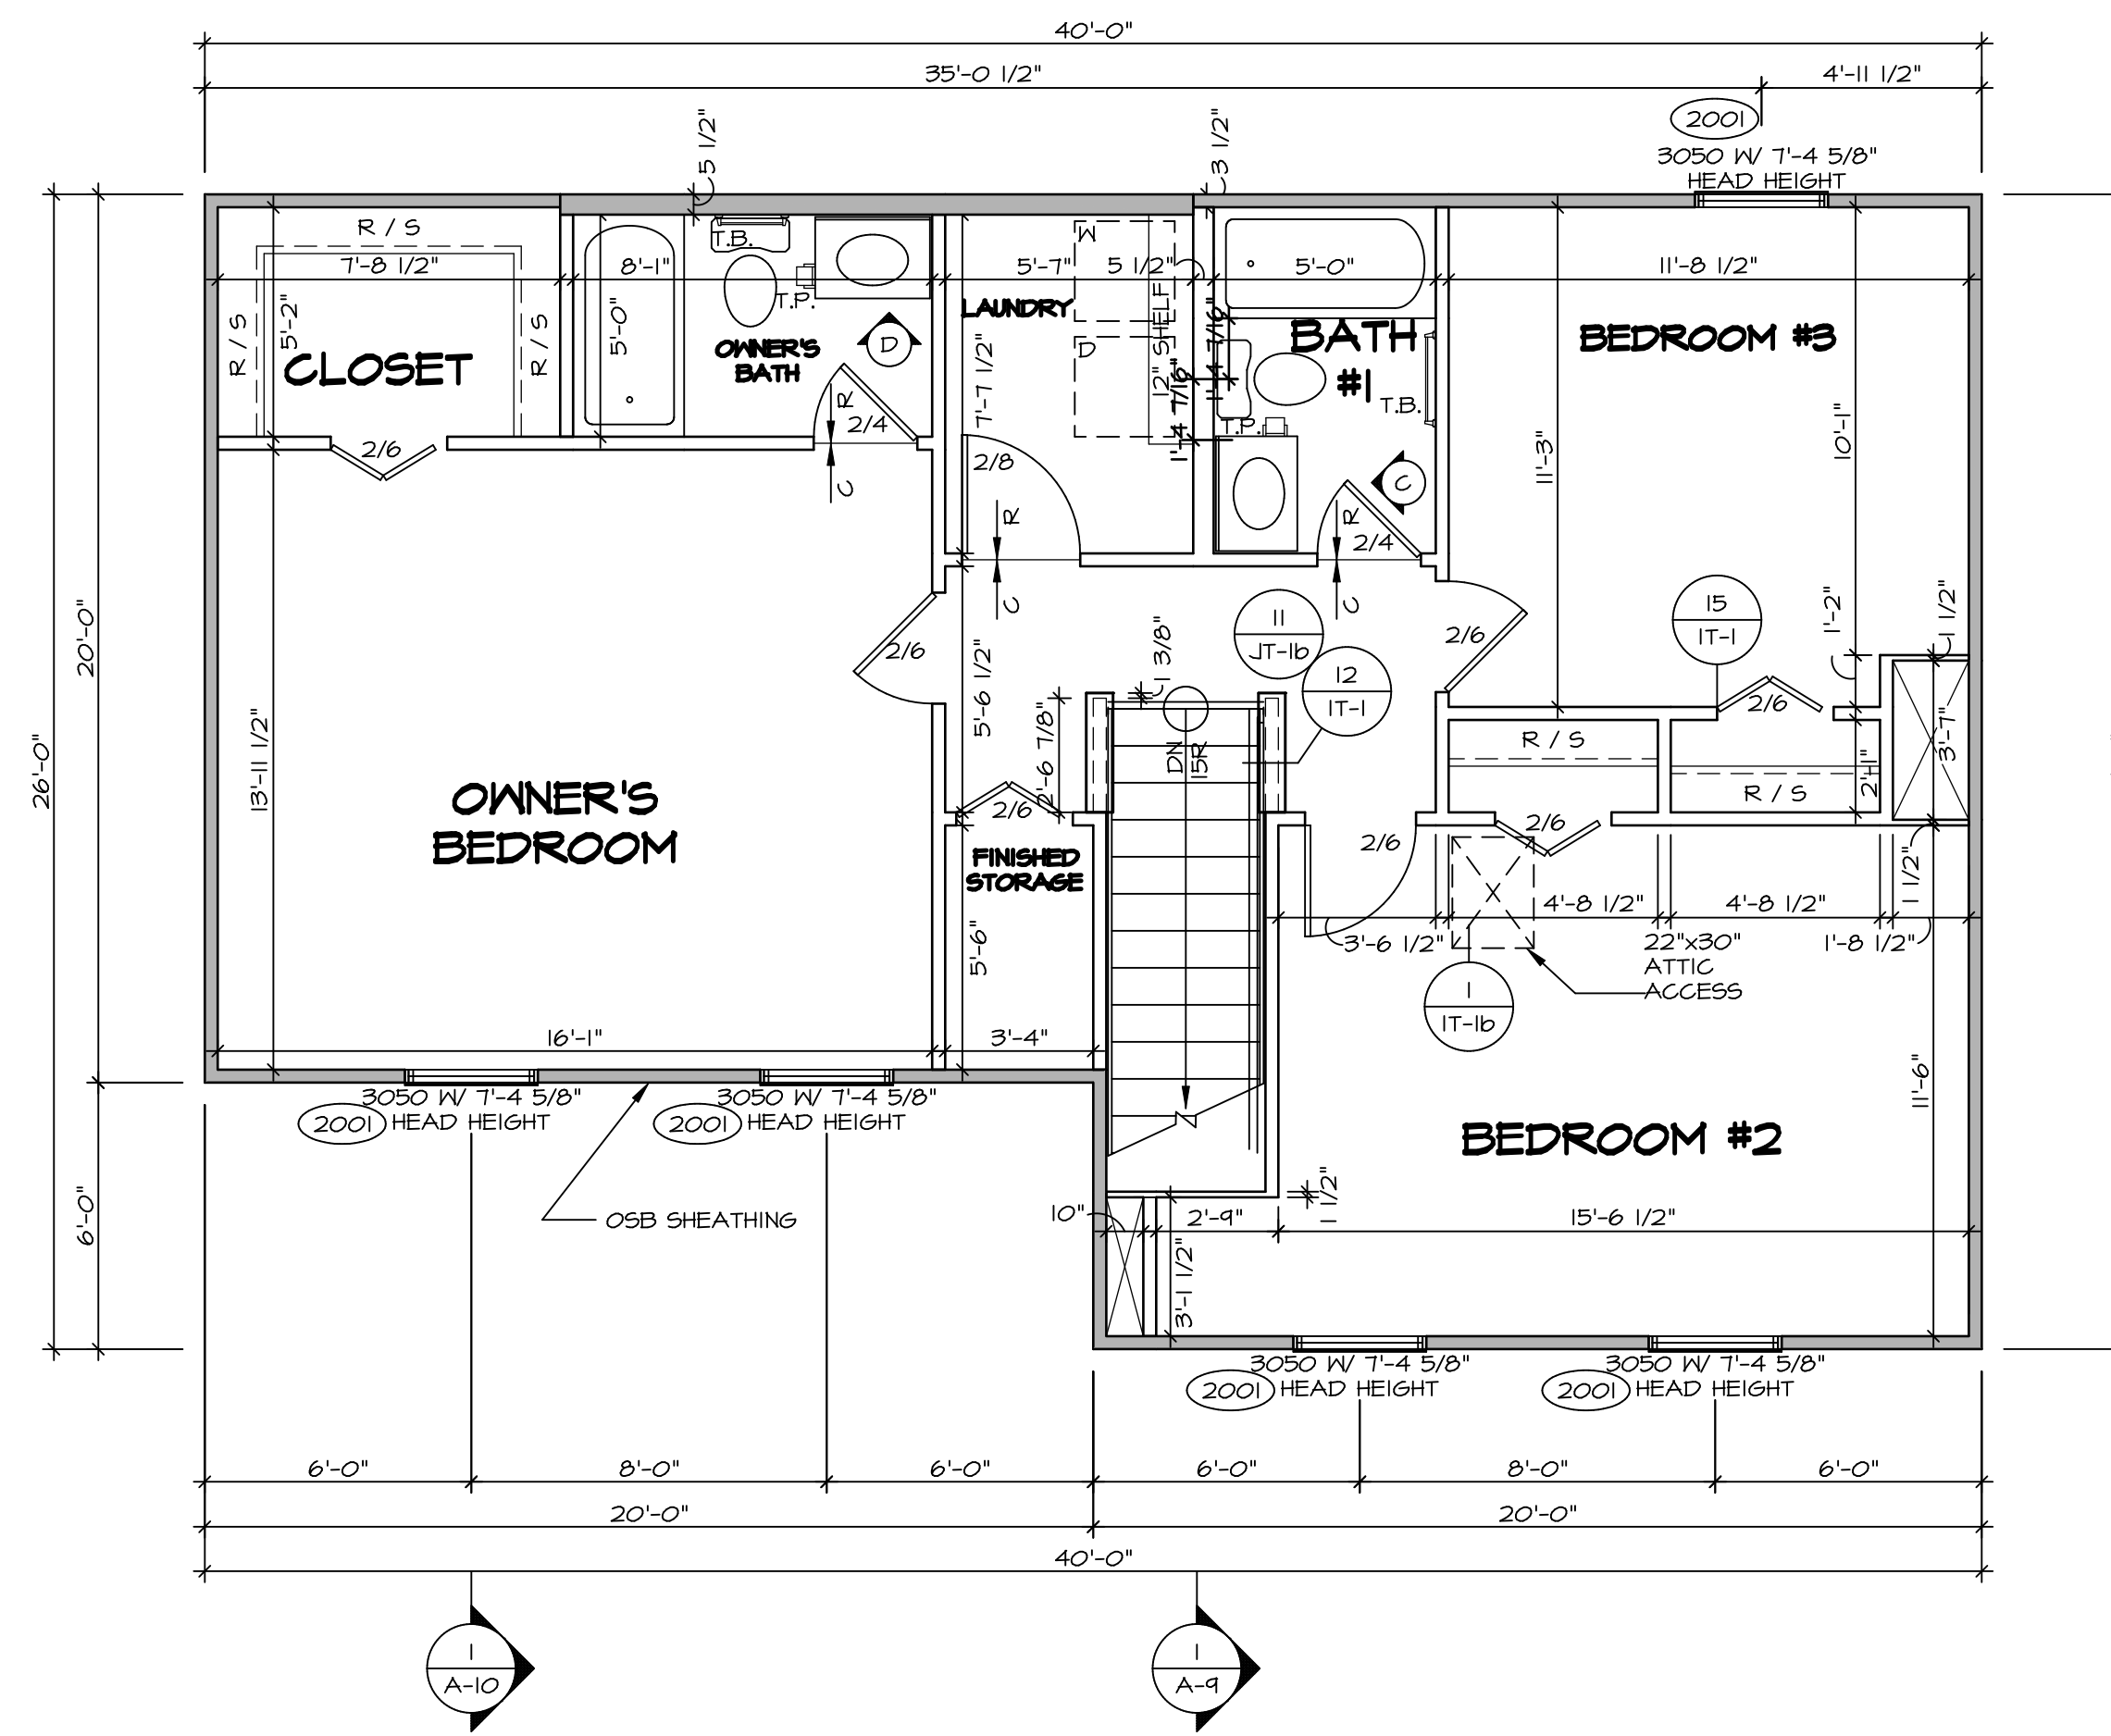 40'-0"
35'-0 1/2"
4'-11 1/2"
2001
5 1/2"
3 1/2"
3050 W/ 7'-4 5/8"
HEAD HEIGHT
R / S
T.B.
W
7'-8 1/2"
8'-1"
5'-7"
5 1/2"
5'-0"
11'-8 1/2"
T.P.
LAUNDRY
R / S
5'-2"
R / S
5'-0"
12" SHELF
1'-4 7/16"
BATH
#1
BEDROOM #3
CLOSET
OWNER'S
BATH
D
D
7'-7 1/2"
1'-4 7/16"
T.B.
T.P.
R
2/4
2/6
C
2/8
10'-1"
11'-3"
C
R
R
2/4
C
C
20'-0"
26'-0"
11
JT-1b
15
1T-1
1'-2"
1 1/2"
2/6
2/6
1 3/8"
12
1T-1
5'-6 1/2"
2'-6 7/8"
13'-11 1/2"
DN
15R
2/6
R / S
R / S
2'-1"
3'-7"
OWNER'S
BEDROOM
2/6
2/6
2/6
FINISHED
STORAGE
1 1/2"
4'-8 1/2"
4'-8 1/2"
3'-6 1/2"
1'-8 1/2"
22"x30"
ATTIC
ACCESS
5'-6"
1
1T-1b
16'-1"
3'-4"
11'-6"
3050 W/ 7'-4 5/8"
HEAD HEIGHT
2001
3050 W/ 7'-4 5/8"
HEAD HEIGHT
2001
BEDROOM #2
6'-0"
OSB SHEATHING
10"
2'-9"
1 1/2"
15'-6 1/2"
3'-1 1/2"
3050 W/ 7'-4 5/8"
HEAD HEIGHT
2001
3050 W/ 7'-4 5/8"
HEAD HEIGHT
2001
6'-0"
8'-0"
6'-0"
6'-0"
8'-0"
6'-0"
20'-0"
20'-0"
40'-0"
1
A-10
1
A-9